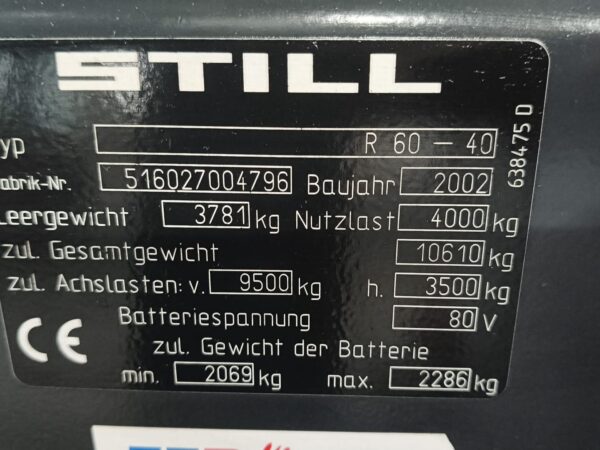 STILL
yp R 60 - 40
abrik-Nr. 516027004796 Baujahr 2002
Leergewicht 3781 kg Nutzlast 4000 kg
zul. Gesamtgewicht 10610 kg
zul. Achslasten: v. 9500 kg h. 3500 kg
Batteriespannung 80 V
CE zul. Gewicht der Batterie
min. 2069 kg max. 2286 kg
638475 D